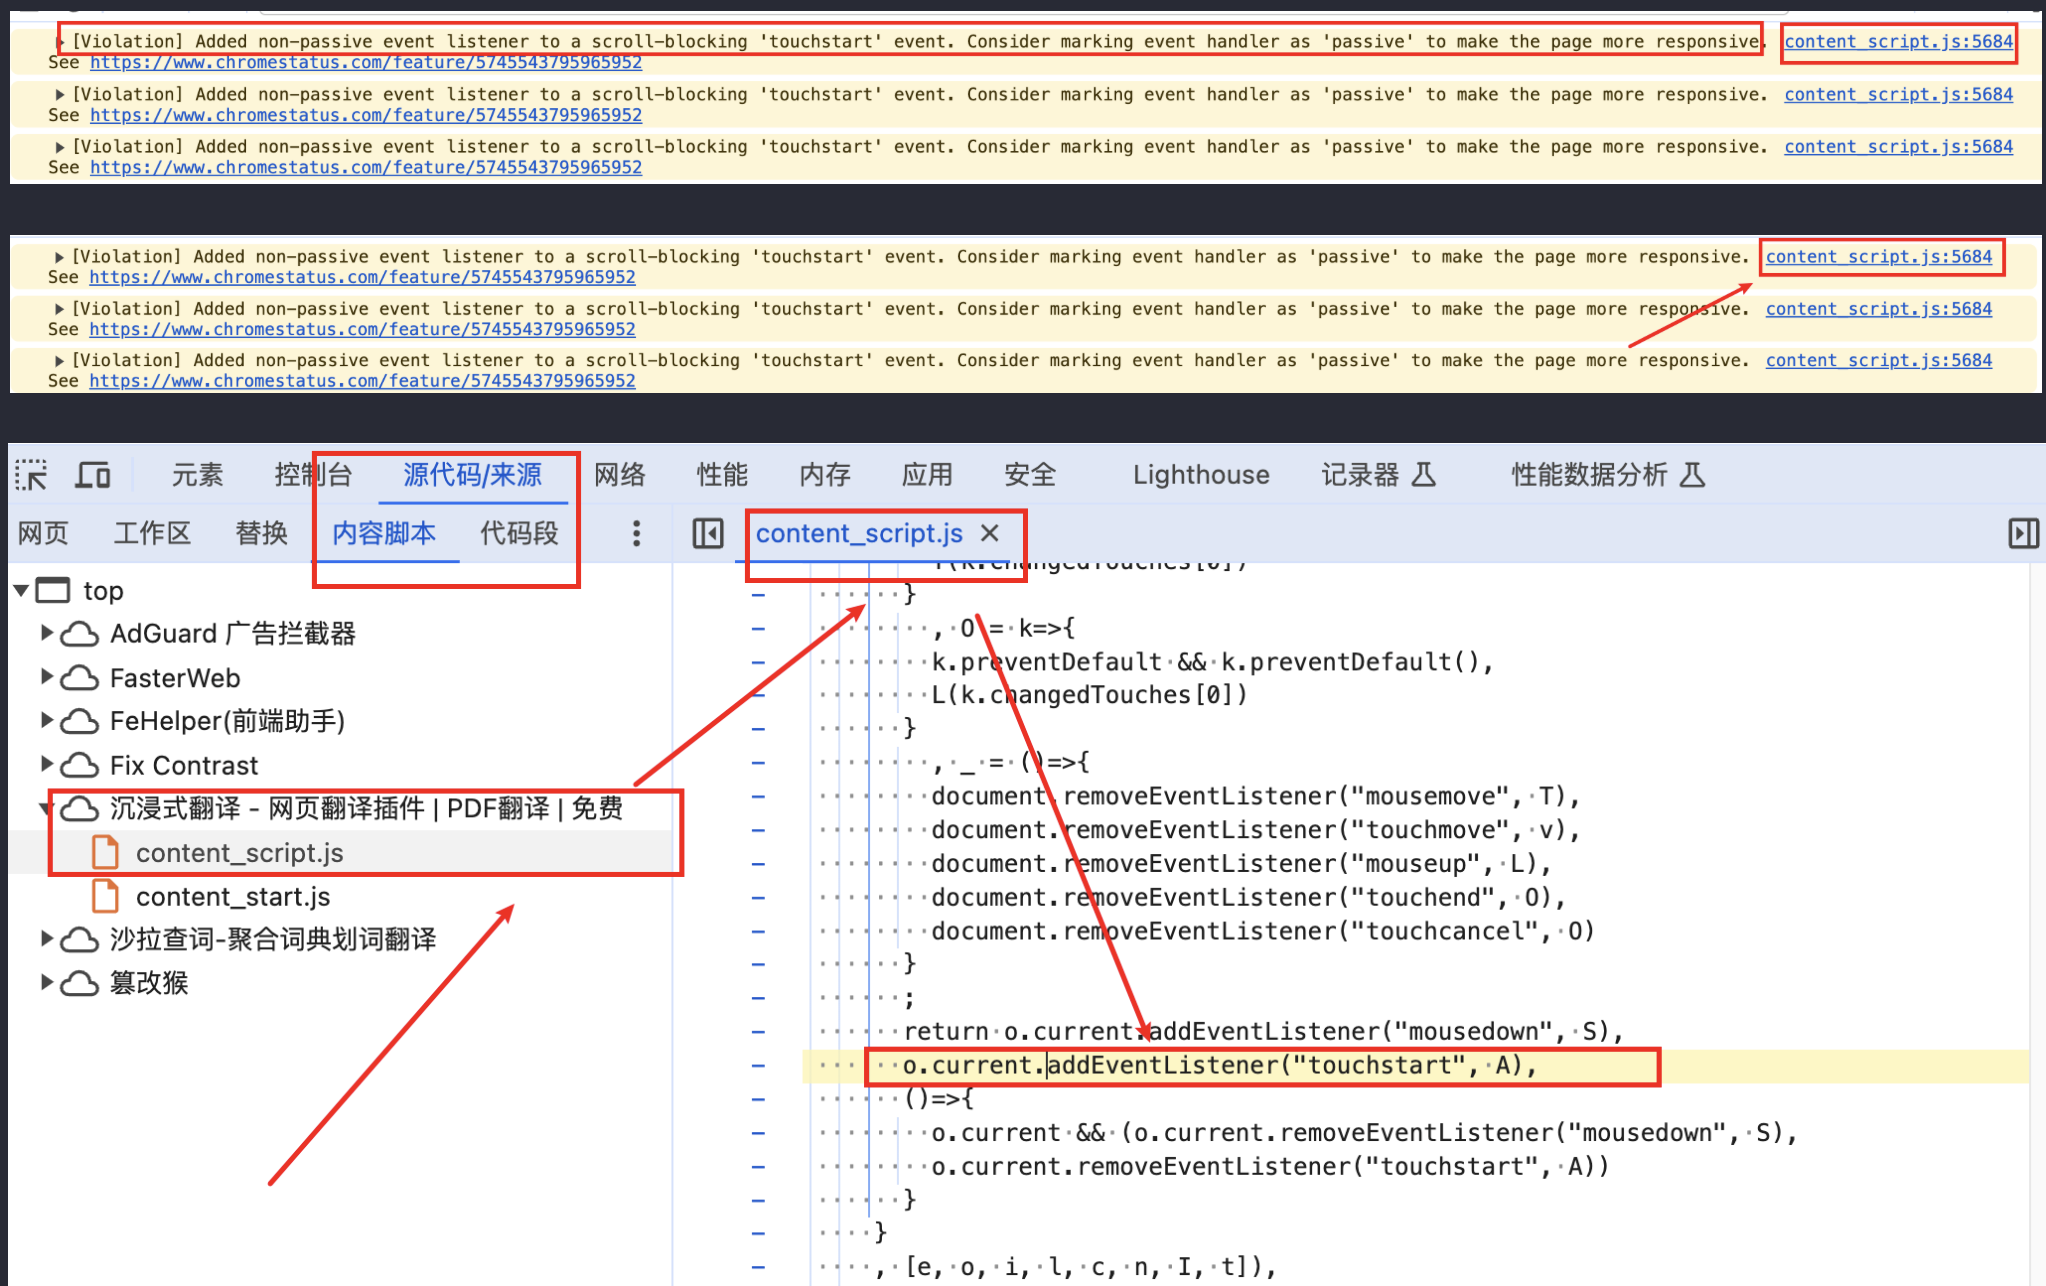 [Violation] Added non-passive event listener to a scroll-blocking 'touchstart' event. Consider marking event handler as 'passive' to make the page more responsive. content_script.js:5684
See https://www.chromestatus.com/feature/5745543795965952
[Violation] Added non-passive event listener to a scroll-blocking 'touchstart' event. Consider marking event handler as 'passive' to make the page more responsive. content_script.js:5684
See https://www.chromestatus.com/feature/5745543795965952
[Violation] Added non-passive event listener to a scroll-blocking 'touchstart' event. Consider marking event handler as 'passive' to make the page more responsive. content_script.js:5684
See https://www.chromestatus.com/feature/5745543795965952
[Violation] Added non-passive event listener to a scroll-blocking 'touchstart' event. Consider marking event handler as 'passive' to make the page more responsive. content_script.js:5684
See https://www.chromestatus.com/feature/5745543795965952
[Violation] Added non-passive event listener to a scroll-blocking 'touchstart' event. Consider marking event handler as 'passive' to make the page more responsive. content_script.js:5684
See https://www.chromestatus.com/feature/5745543795965952
[Violation] Added non-passive event listener to a scroll-blocking 'touchstart' event. Consider marking event handler as 'passive' to make the page more responsive. content_script.js:5684
See https://www.chromestatus.com/feature/5745543795965952
元素 控制台 源代码/来源 网络 性能 内存 应用 安全 Lighthouse 记录器 性能数据分析
网页 工作区 替换 内容脚本 代码段
top
AdGuard 广告拦截器
FasterWeb
FeHelper(前端助手)
Fix Contrast
沉浸式翻译 - 网页翻译插件 | PDF翻译 | 免费
content_script.js
content_start.js
沙拉查词-聚合词典划词翻译
篡改猴
content_script.js
}
, O = k=>{
k.preventDefault && k.preventDefault(),
L(k.changedTouches[0])
}
, _ = ()=>{
document.removeEventListener("mousemove", T),
document.removeEventListener("touchmove", v),
document.removeEventListener("mouseup", L),
document.removeEventListener("touchend", O),
document.removeEventListener("touchcancel", O)
}
;
return o.current.addEventListener("mousedown", S),
o.current.addEventListener("touchstart", A),
()=>{
o.current && (o.current.removeEventListener("mousedown", S),
o.current.removeEventListener("touchstart", A))
}
}
, [e, o, i, l, c, n, I, t]),